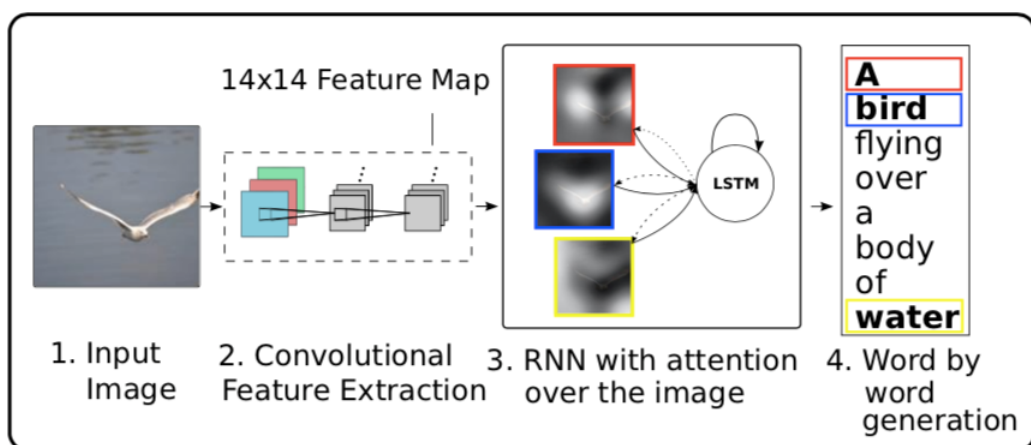 14x14 Feature Map
LSTM
A
bird
flying
over
a
body
of
water
1. Input
Image
2. Convolutional
Feature Extraction
3. RNN with attention
over the image
4. Word by
word
generation